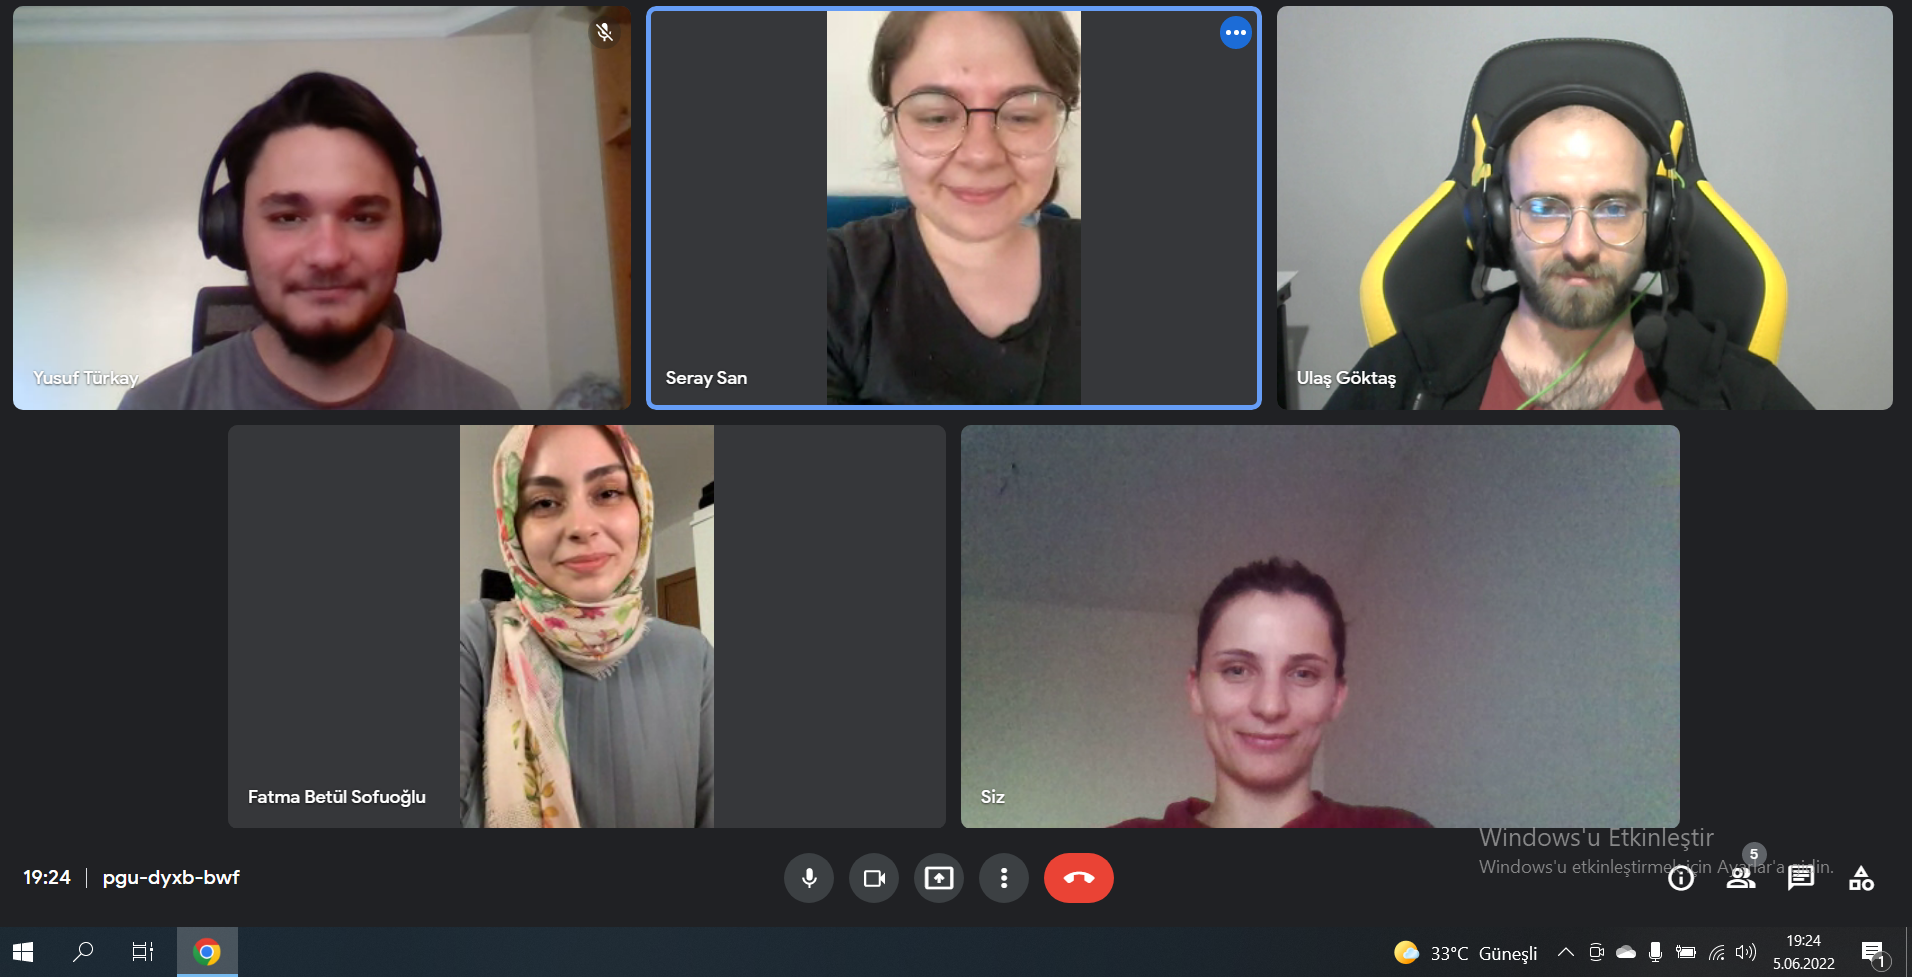 Yusuf Türkay
Seray San
Ulaş Göktaş
Fatma Betül Sofuoğlu
Siz
Windows'u Etkinleştir
Windows'u etkinleştirmek için Ayarlar'a gidin.
5
19:24 | pgu-dyxb-bwf
33°C Güneşli
19:24
5.06.2022
1